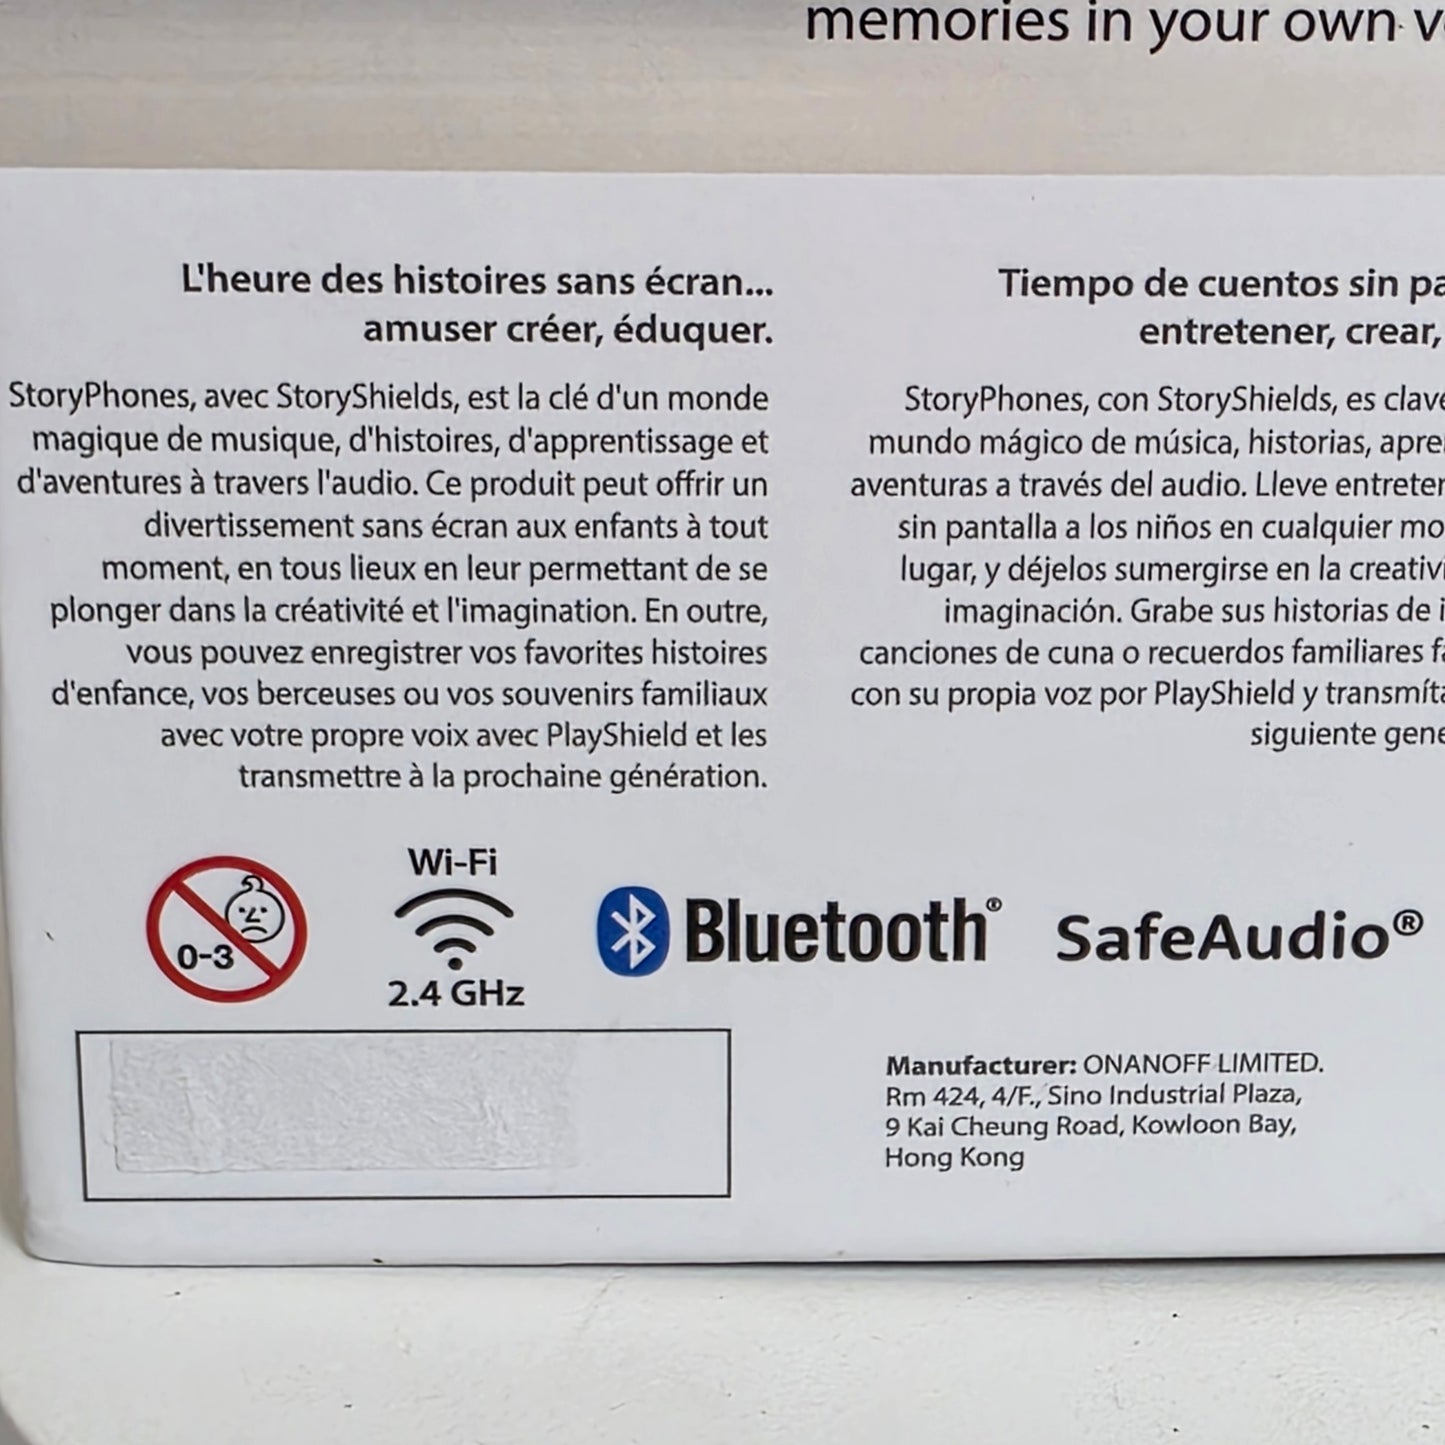 memories in your own
L'heure des histoires sans écran...
amuser créer, éduquer.
StoryPhones, avec StoryShields, est la clé d'un monde
magique de musique, d'histoires, d'apprentissage et
d'aventures à travers l'audio. Ce produit peut offrir un
divertissement sans écran aux enfants à tout
moment, en tous lieux en leur permettant de se
plonger dans la créativité et l'imagination. En outre,
vous pouvez enregistrer vos favorites histoires
d'enfance, vos berceuses ou vos souvenirs familiaux
avec votre propre voix avec PlayShield et les
transmettre à la prochaine génération.
Tiempo de cuentos sin
entretener, crear,
StoryPhones, con StoryShields, es
mundo mágico de música, historias,
aventuras a través del audio. Lleve
sin pantalla a los niños en cualquier
lugar, y déjelos sumergirse en la
imaginación. Grabe sus historias de
canciones de cuna o recuerdos familiares
con su propia voz por PlayShield y
siguiente
0-3
Wi-Fi
2.4 GHz
Bluetooth®
SafeAudio®
Manufacturer: ONANOFF LIMITED.
Rm 424, 4/F., Sino Industrial Plaza,
9 Kai Cheung Road, Kowloon Bay,
Hong Kong